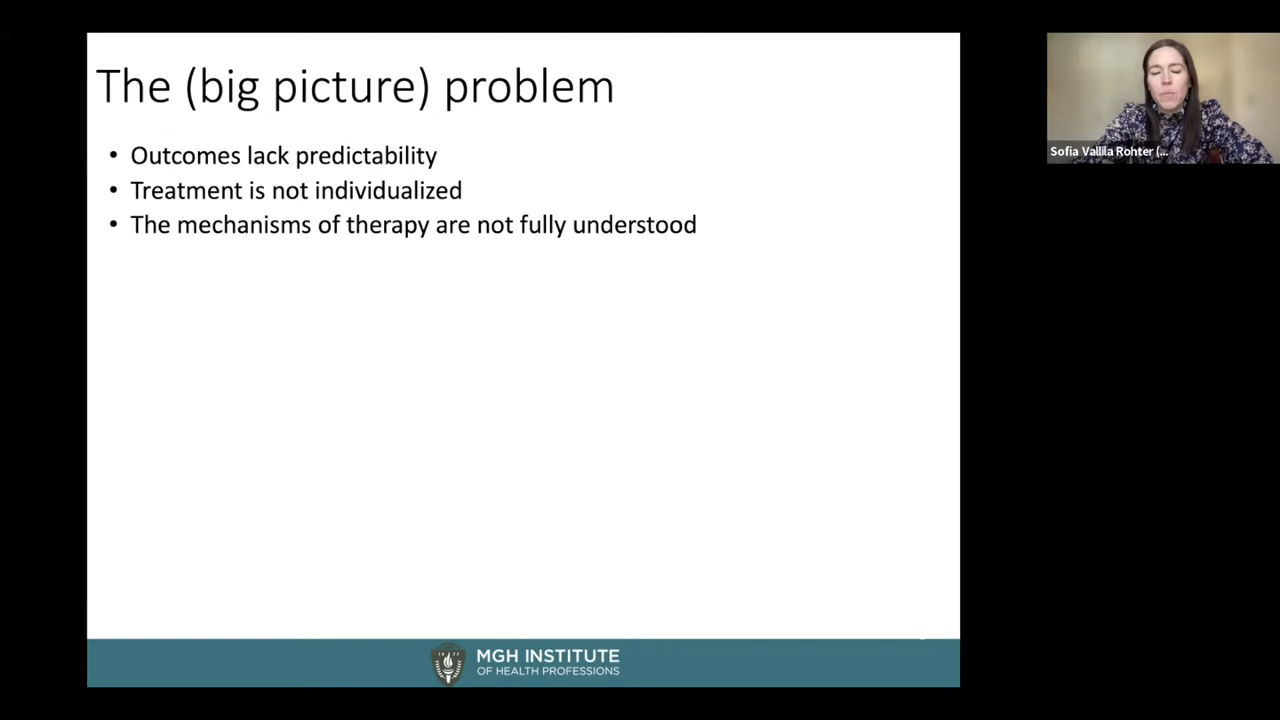 The (big picture) problem
• Outcomes lack predictability
• Treatment is not individualized
• The mechanisms of therapy are not fully understood
Sofia Vallila Rohter (...
MGH INSTITUTE
OF HEALTH PROFESSIONS